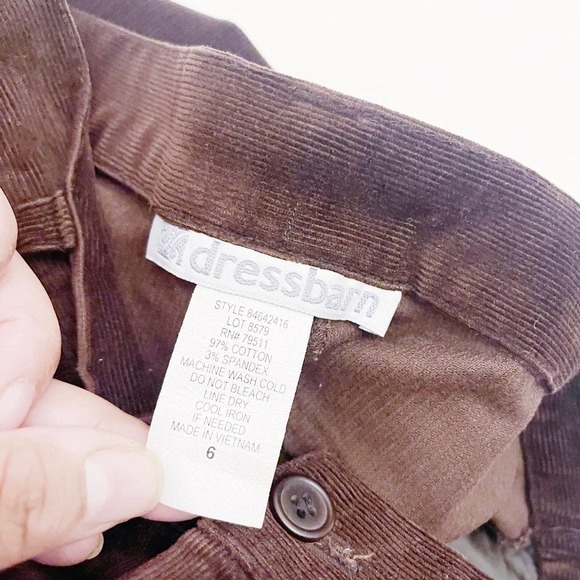 dressbarn
STYLE 84642416
LOT 8579
RN# 79511
97% COTTON
3% SPANDEX
MACHINE WASH COLD
DO NOT BLEACH
LINE DRY
COOL IRON
IF NEEDED
MADE IN VIETNAM
6